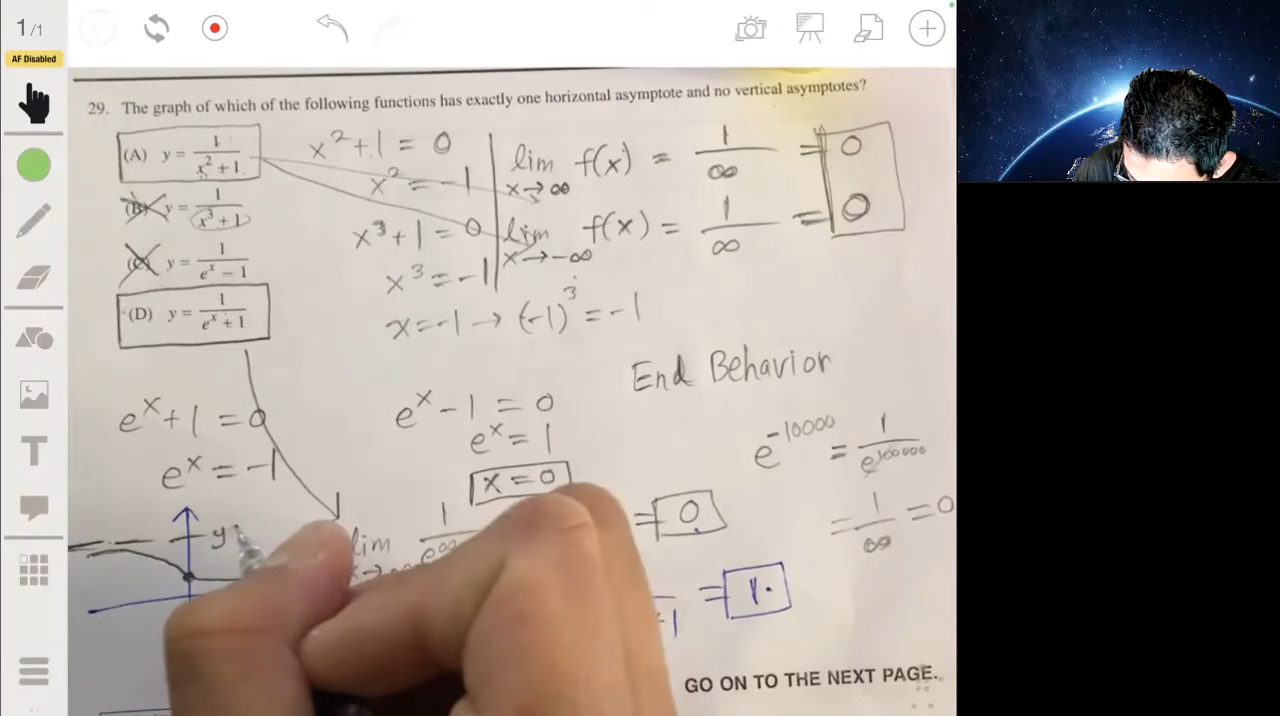 1/1
AF Disabled
29. The graph of which of the following functions has exactly one horizontal asymptote and no vertical asymptotes?
(A) y = 1/(x² + 1)
(B) y = 1/(x³ + 1)
(C) y = 1/(eˣ − 1)
(D) y = 1/(eˣ + 1)
x² + 1 = 0
x² = −1
x³ + 1 = 0
x³ = −1
x = −1 → (−1)³ = −1
lim x→∞ f(x) = 1/∞ = 0
lim x→−∞ f(x) = 1/∞ = 0
End Behavior
eˣ + 1 = 0
eˣ = −1
eˣ − 1 = 0
eˣ = 1
x = 0
e⁻¹⁰⁰⁰⁰ = 1/e¹⁰⁰⁰⁰⁰
= 1/∞ = 0
y
lim
1
= 0
= 1.
T
GO ON TO THE NEXT PAGE.